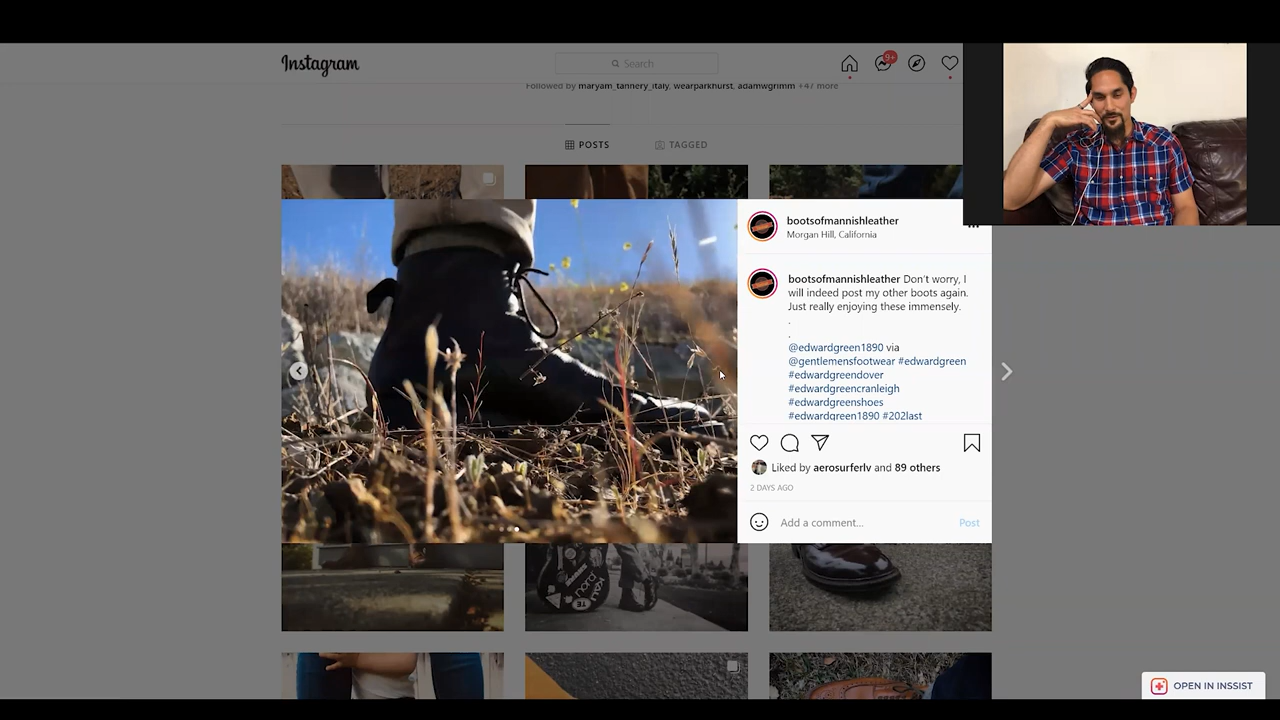 Instagram
Search
9+
Followed by maryam_tannery_italy, wearparkhurst, adamwgrimm +47 more
POSTS
TAGGED
bootsofmannishleather
Morgan Hill, California
bootsofmannishleather Don't worry, I
will indeed post my other boots again.
Just really enjoying these immensely.
.
.
@edwardgreen1890 via
@gentlemensfootwear #edwardgreen
#edwardgreendover
#edwardgreencranleigh
#edwardgreenshoes
#edwardgreen1890 #202last
Liked by aerosurferlv and 89 others
2 DAYS AGO
Add a comment...
Post
OPEN IN INSSIST